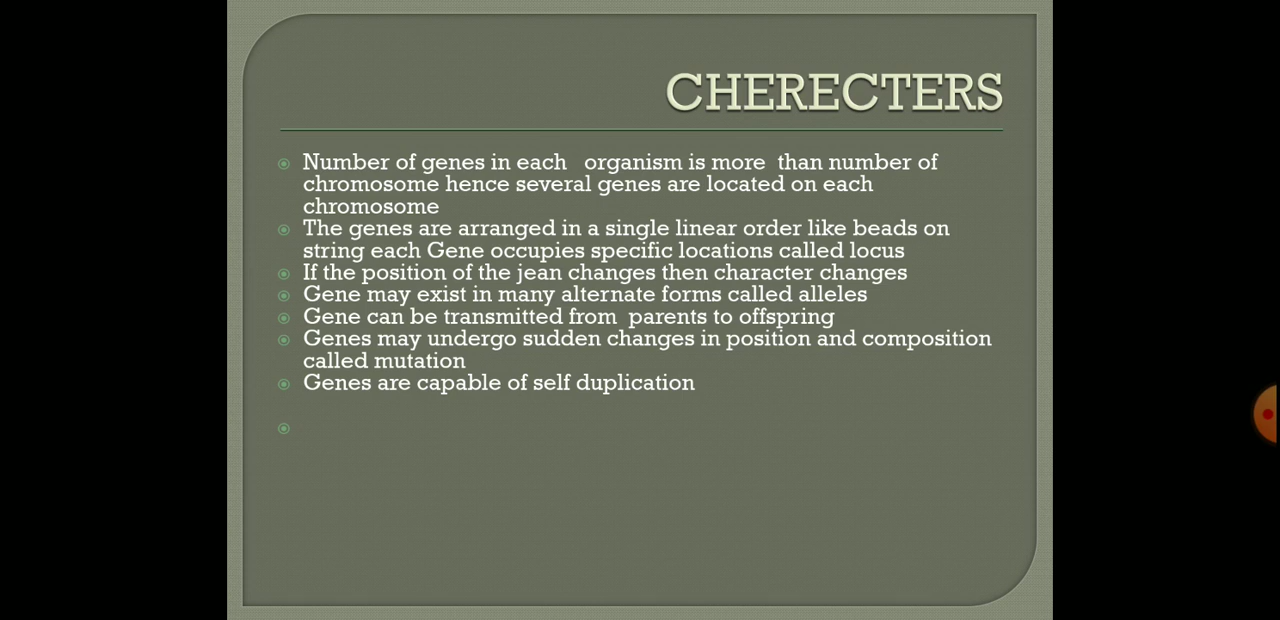 CHERECTERS
Number of genes in each   organism is more  than number of
chromosome hence several genes are located on each
chromosome
The genes are arranged in a single linear order like beads on
string each Gene occupies specific locations called locus
If the position of the jean changes then character changes
Gene may exist in many alternate forms called alleles
Gene can be transmitted from  parents to offspring
Genes may undergo sudden changes in position and composition
called mutation
Genes are capable of self duplication